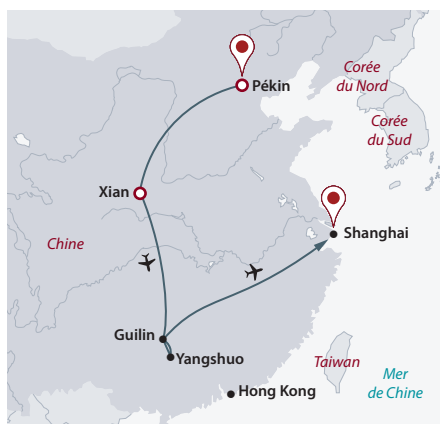 Corée
du Nord
Pékin
Corée
du Sud
Xian
Chine
Shanghai
Guilin
Yangshuo
Taiwan
Mer
de Chine
Hong Kong